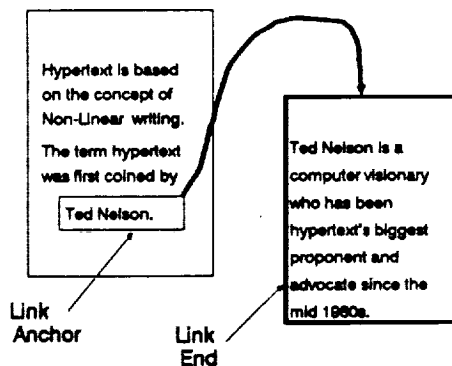 Hypertext is based
on the concept of
Non-Linear writing.
The term hypertext
was first coined by
Ted Nelson.
Ted Nelson is a
computer visionary
who has been
hypertext's biggest
proponent and
advocate since the
mid 1960s.
Link
Anchor
Link
End